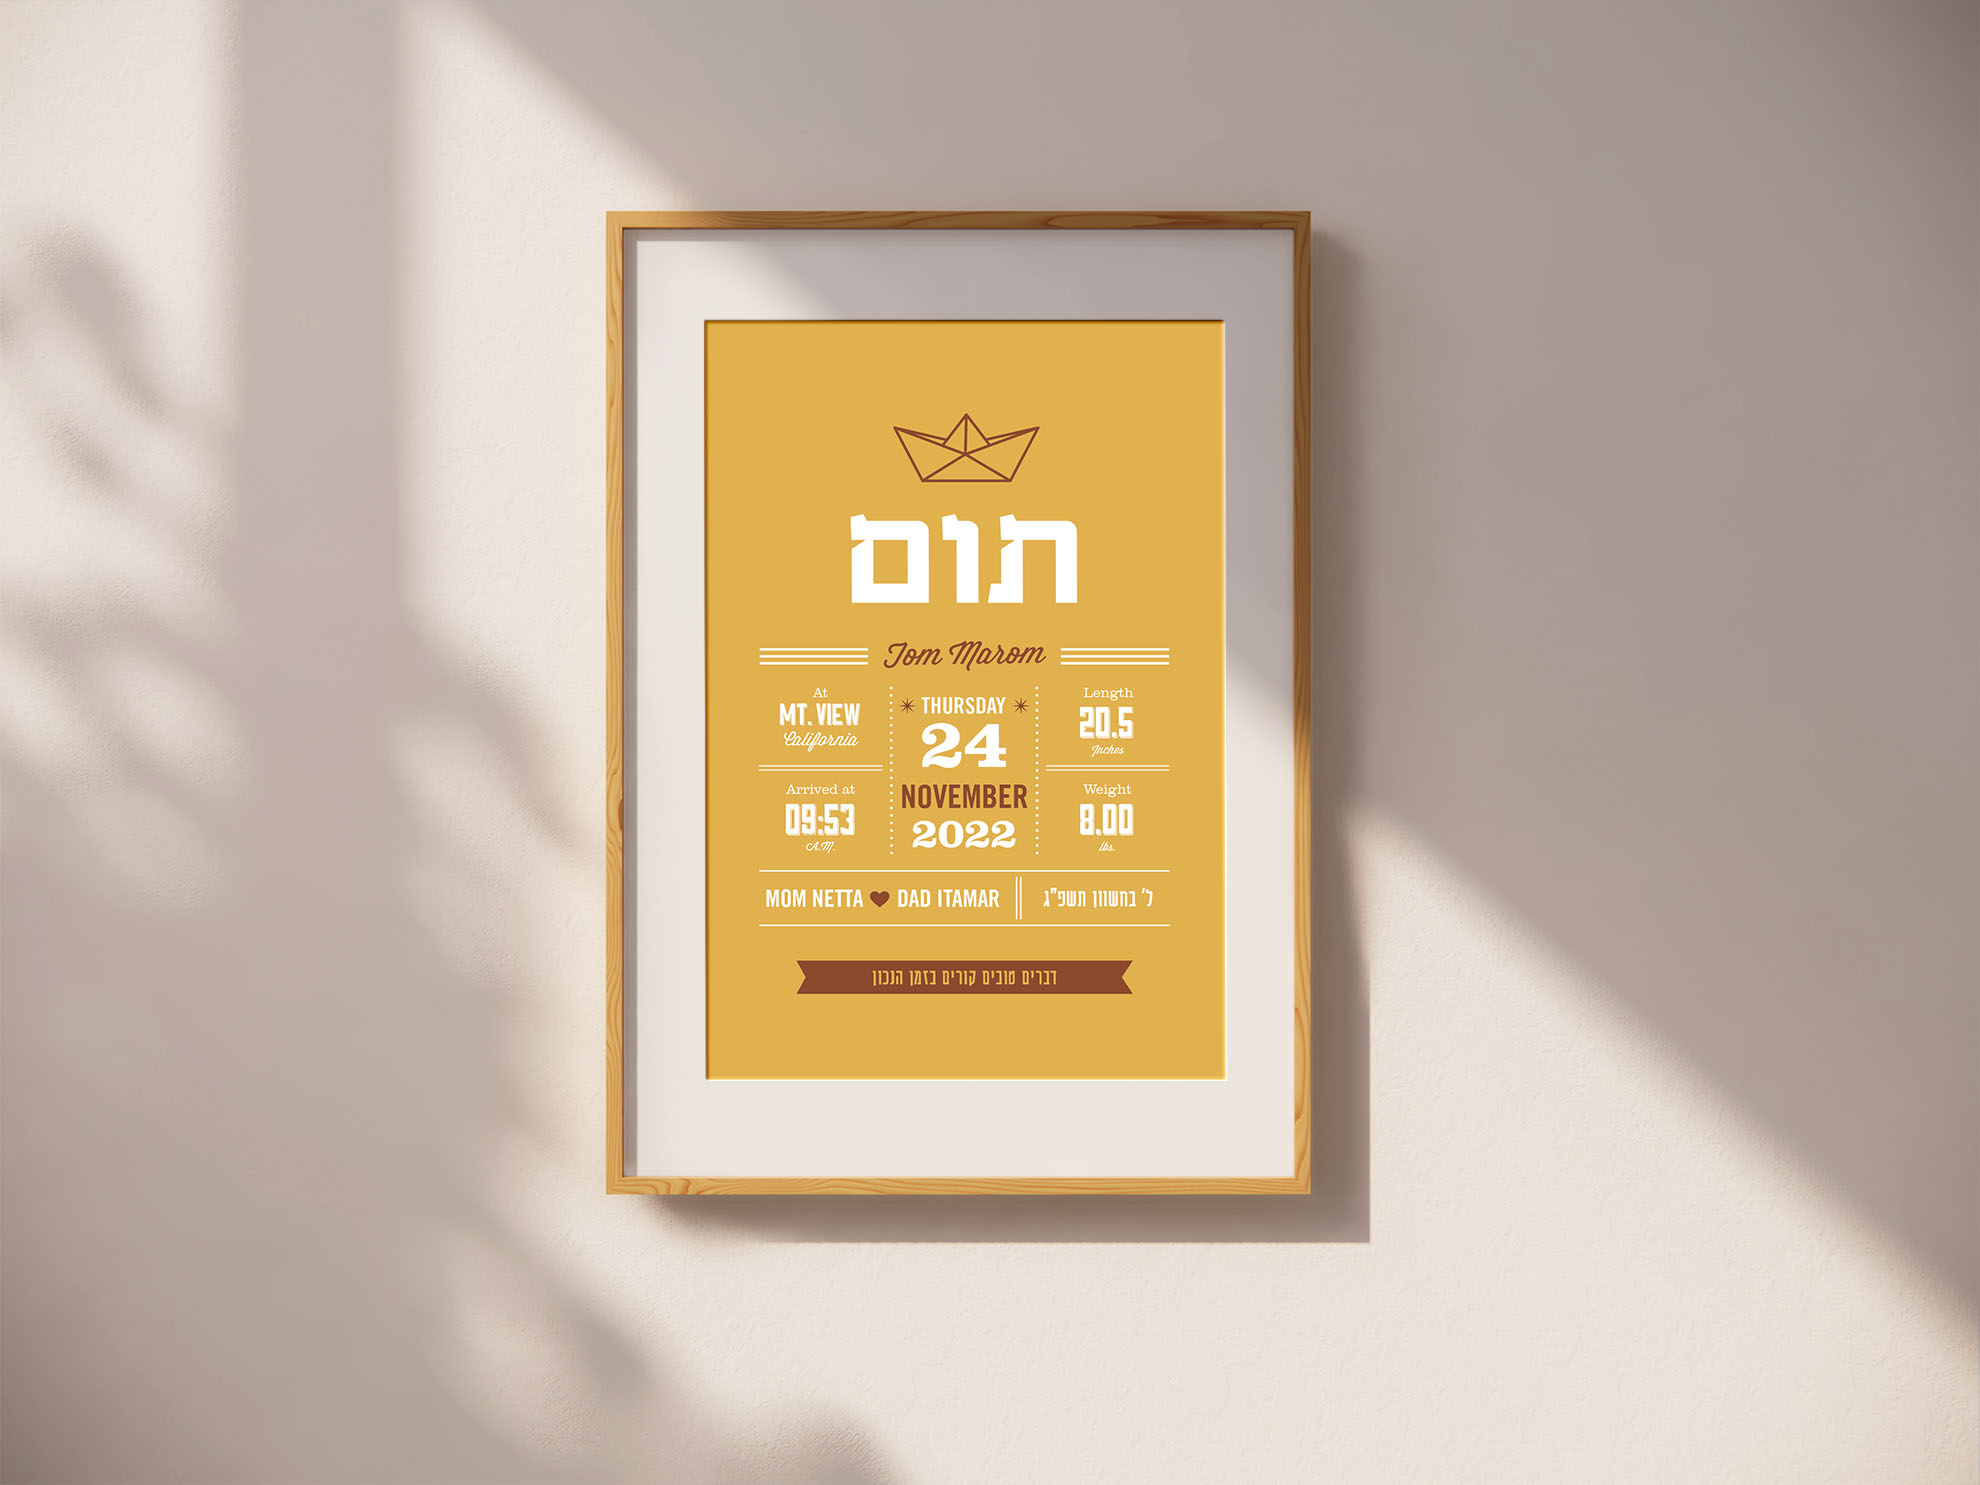 תום
Tom Marom
At
MT. VIEW
California
Arrived at
09:53
A.M.
THURSDAY
24
NOVEMBER
2022
Length
20.5
Inches
Weight
8.00
lbs.
MOM NETTA ♥ DAD ITAMAR
ל' בחשוון תשפ"ג
דברים טובים קורים בזמן הנכון